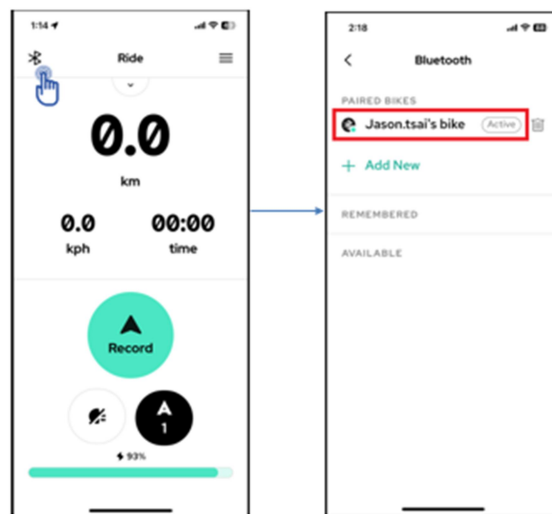 1:14
Ride
0.0
km
0.0 00:00
kph time
Record
1
93%
2:18
Bluetooth
PAIRED BIKES
Jason.tsai's bike Active
+ Add New
REMEMBERED
AVAILABLE